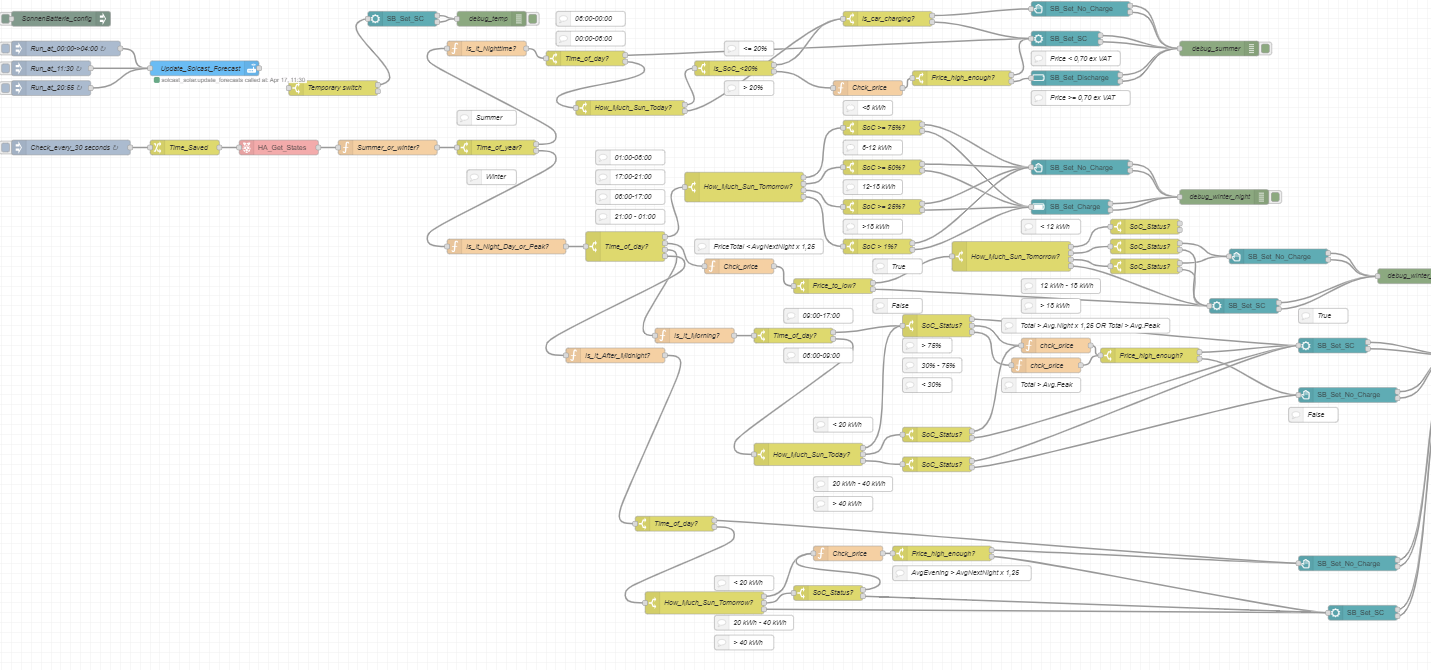 SonnenBatterie_config
SB_Set_SC
debug_temp
06:00-00:00
00:00-06:00
Is_car_charging?
SB_Set_No_Charge
SB_Set_SC
debug_summer
Price < 0,70 ex VAT
SB_Set_Discharge
Price >= 0,70 ex VAT
Run_at_00:00->04:00 ↻
Run_at_11:30 ↻
Run_at_20:55 ↻
Update_Solcast_Forecast
solcast_solar.update_forecasts called at: Apr 17, 11:30
Temporary switch
Is_It_Nighttime?
Time_of_day?
<= 20%
Is_SoC_<20%
> 20%
How_Much_Sun_Today?
Chck_price
Price_high_enough?
Summer
Check_every_30 seconds ↻
Time_Saved
HA_Get_States
Summer_or_winter?
Time_of_year?
Winter
<6 kWh
SoC >= 75%?
6-12 kWh
SoC >= 50%?
12-18 kWh
SoC >= 25%?
>18 kWh
SoC > 1%?
SB_Set_No_Charge
SB_Set_Charge
debug_winter_night
01:00-06:00
17:00-21:00
06:00-17:00
21:00 - 01:00
How_Much_Sun_Tomorrow?
Is_It_Night_Day_or_Peak?
Time_of_day?
PriceTotal < AvgNextNight x 1,25
Chck_price
Price_to_low?
True
False
< 12 kWh
How_Much_Sun_Tomorrow?
12 kWh - 18 kWh
> 18 kWh
SoC_Status?
SoC_Status?
SoC_Status?
SB_Set_No_Charge
SB_Set_SC
debug_winter_
True
09:00-17:00
Is_It_Morning?
Time_of_day?
06:00-09:00
Is_It_After_Midnight?
SoC_Status?
> 75%
30% - 75%
< 30%
Total > Avg.Night x 1,25 OR Total > Avg.Peak
chck_price
chck_price
Total > Avg.Peak
Price_high_enough?
SB_Set_SC
SB_Set_No_Charge
False
< 20 kWh
How_Much_Sun_Today?
20 kWh - 40 kWh
> 40 kWh
SoC_Status?
SoC_Status?
Time_of_day?
Chck_price
Price_high_enough?
AvgEvening > AvgNextNight x 1,25
< 20 kWh
How_Much_Sun_Tomorrow?
20 kWh - 40 kWh
> 40 kWh
SoC_Status?
SB_Set_No_Charge
SB_Set_SC